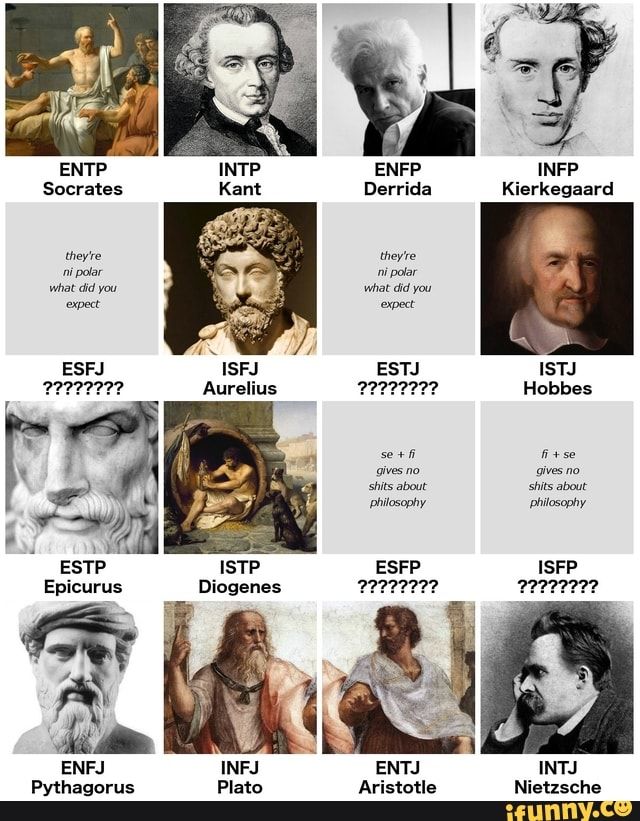 ENTP
Socrates
INTP
Kant
ENFP
Derrida
INFP
Kierkegaard
they're
ni polar
what did you
expect
ESFJ
????????
ISFJ
Aurelius
they're
ni polar
what did you
expect
ESTJ
????????
ISTJ
Hobbes
ESTP
Epicurus
ISTP
Diogenes
se + fi
gives no
shits about
philosophy
ESFP
????????
fi + se
gives no
shits about
philosophy
ISFP
????????
ENFJ
Pythagorus
INFJ
Plato
ENTJ
Aristotle
INTJ
Nietzsche
ifunny.co